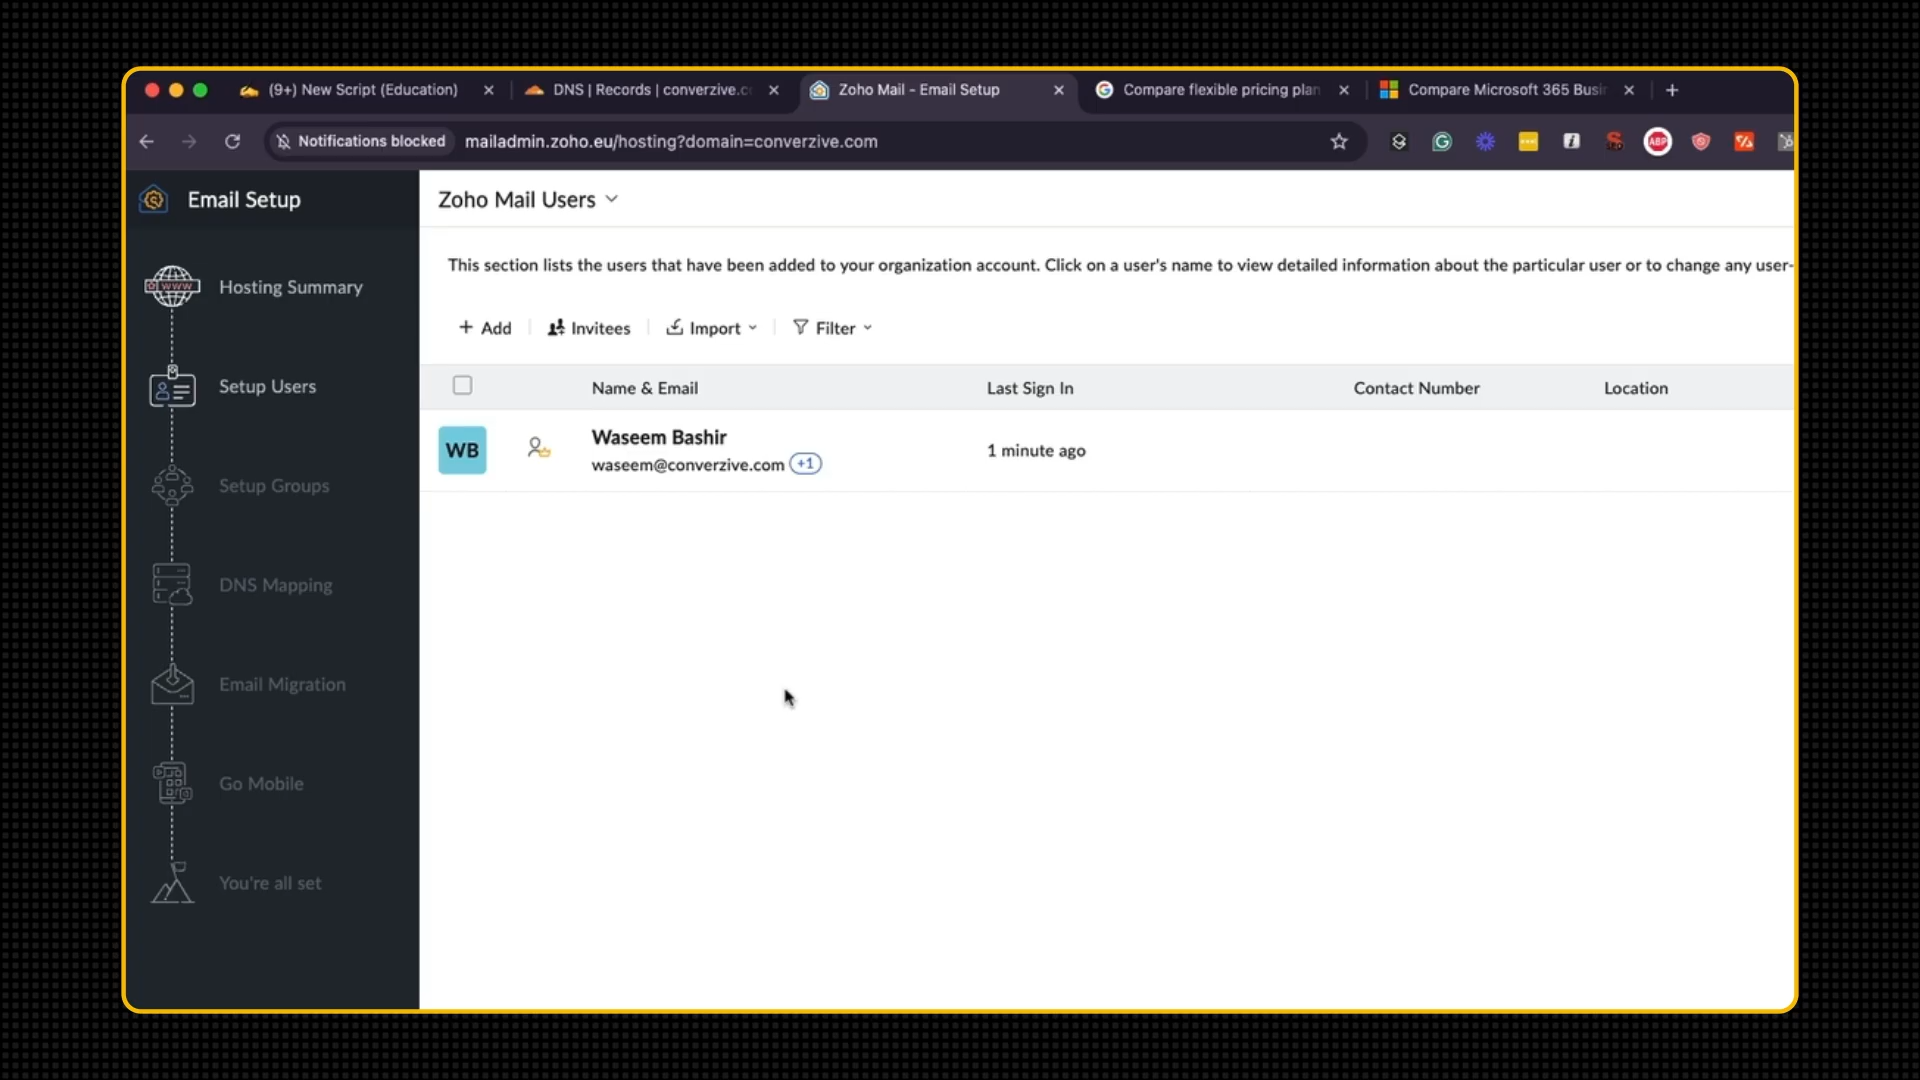 (9+) New Script (Education)
DNS | Records | converzive.c
Zoho Mail - Email Setup
Compare flexible pricing plan
Compare Microsoft 365 Busi
Notifications blocked
mailadmin.zoho.eu/hosting?domain=converzive.com
ABP
Email Setup
Zoho Mail Users
This section lists the users that have been added to your organization account. Click on a user's name to view detailed information about the particular user or to change any user-
WWW
Hosting Summary
+ Add
Invitees
Import
Filter
Setup Users
Name & Email
Last Sign In
Contact Number
Location
WB
Waseem Bashir
waseem@converzive.com +1
1 minute ago
Setup Groups
DNS Mapping
Email Migration
Go Mobile
You're all set